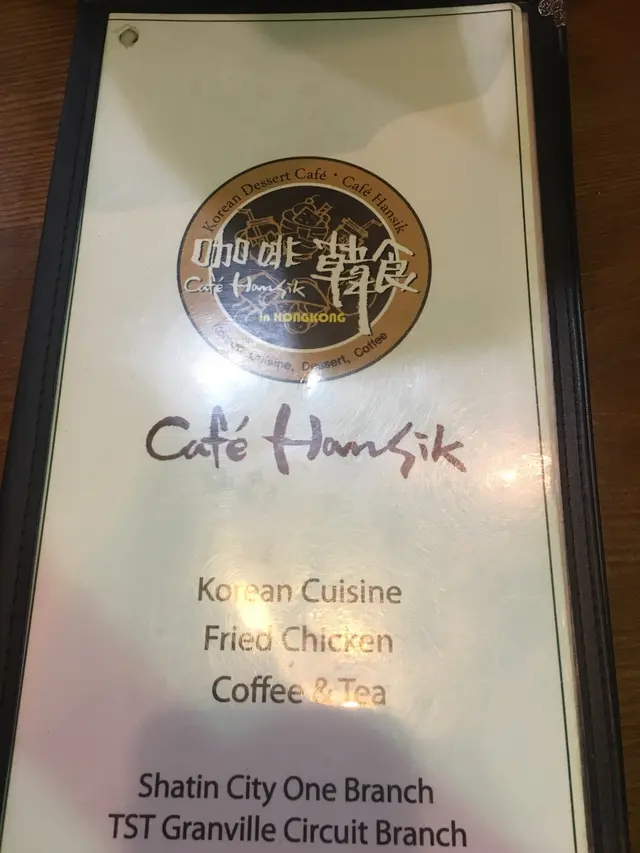 Korean Dessert Café · Café Hansik
咖啡 韓食
Café Hansik
in HONGKONG
Cuisine, Dessert, Coffee
Café Hansik
Korean Cuisine
Fried Chicken
Coffee & Tea
Shatin City One Branch
TST Granville Circuit Branch